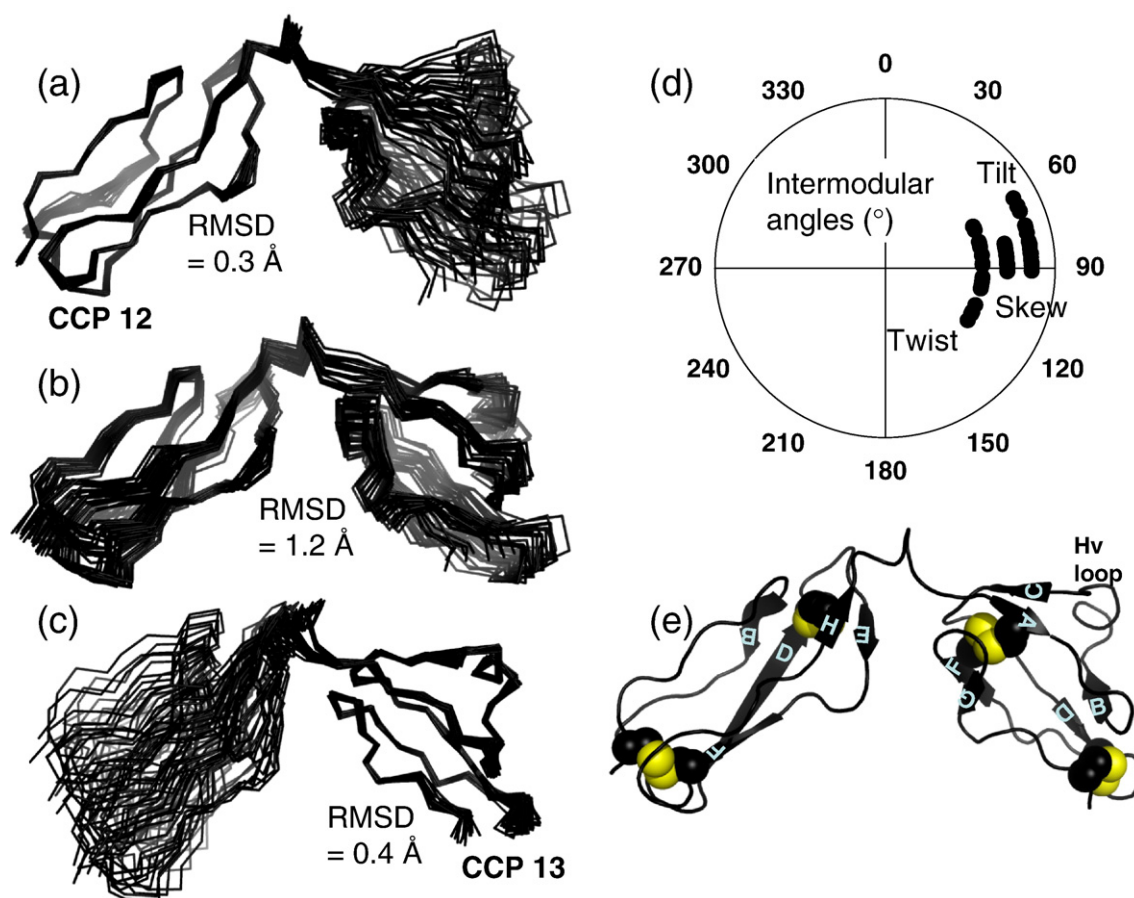 (a)
RMSD
= 0.3 Å
CCP 12
(b)
RMSD
= 1.2 Å
(c)
RMSD
= 0.4 Å
CCP 13
(d)
0
30
60
90
120
150
180
210
240
270
300
330
Intermodular
angles (°)
Tilt
Skew
Twist
(e)
Hv
loop
B
D
H
E
F
C
A
F
G
B
D